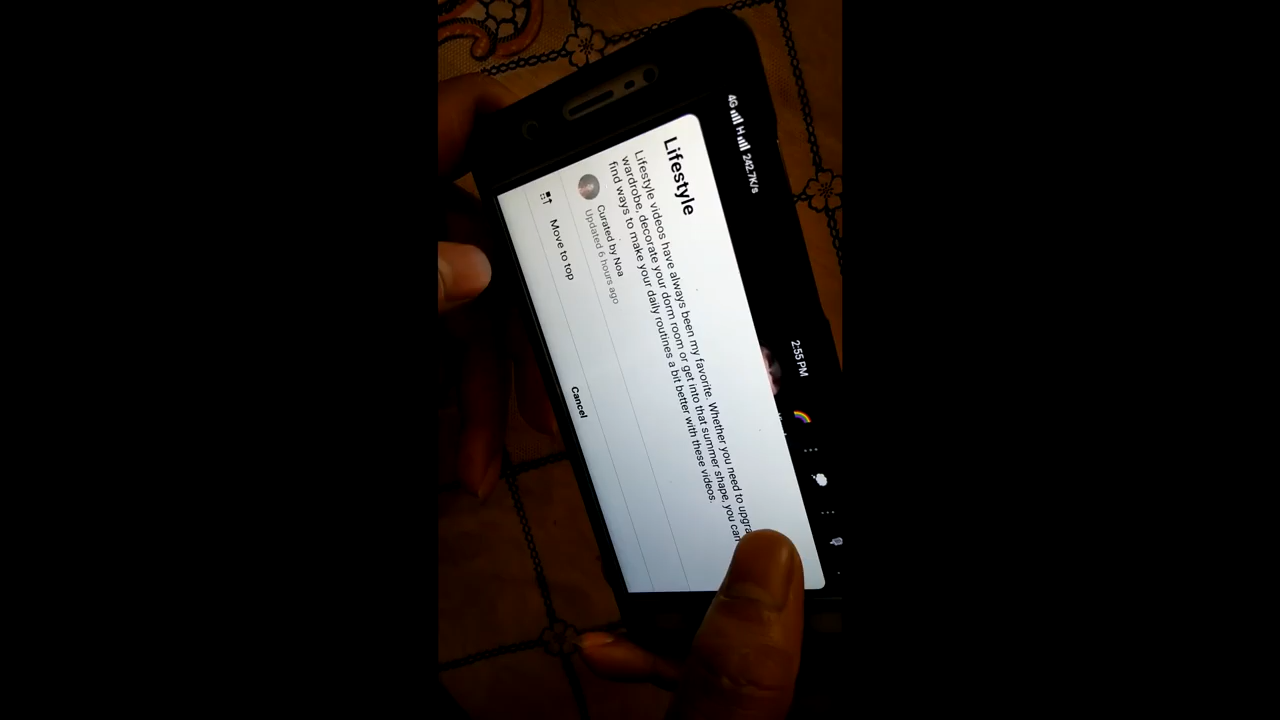 4G H 242.7K/s 2:55 PM
Lifestyle
Lifestyle videos have always been my favorite. Whether you need to
wardrobe, decorate your dorm room or get into that summer shape, you can
find ways to make your daily routines a bit better with these videos.
Curated by Noa
Updated 6 hours ago
Move to top
Cancel